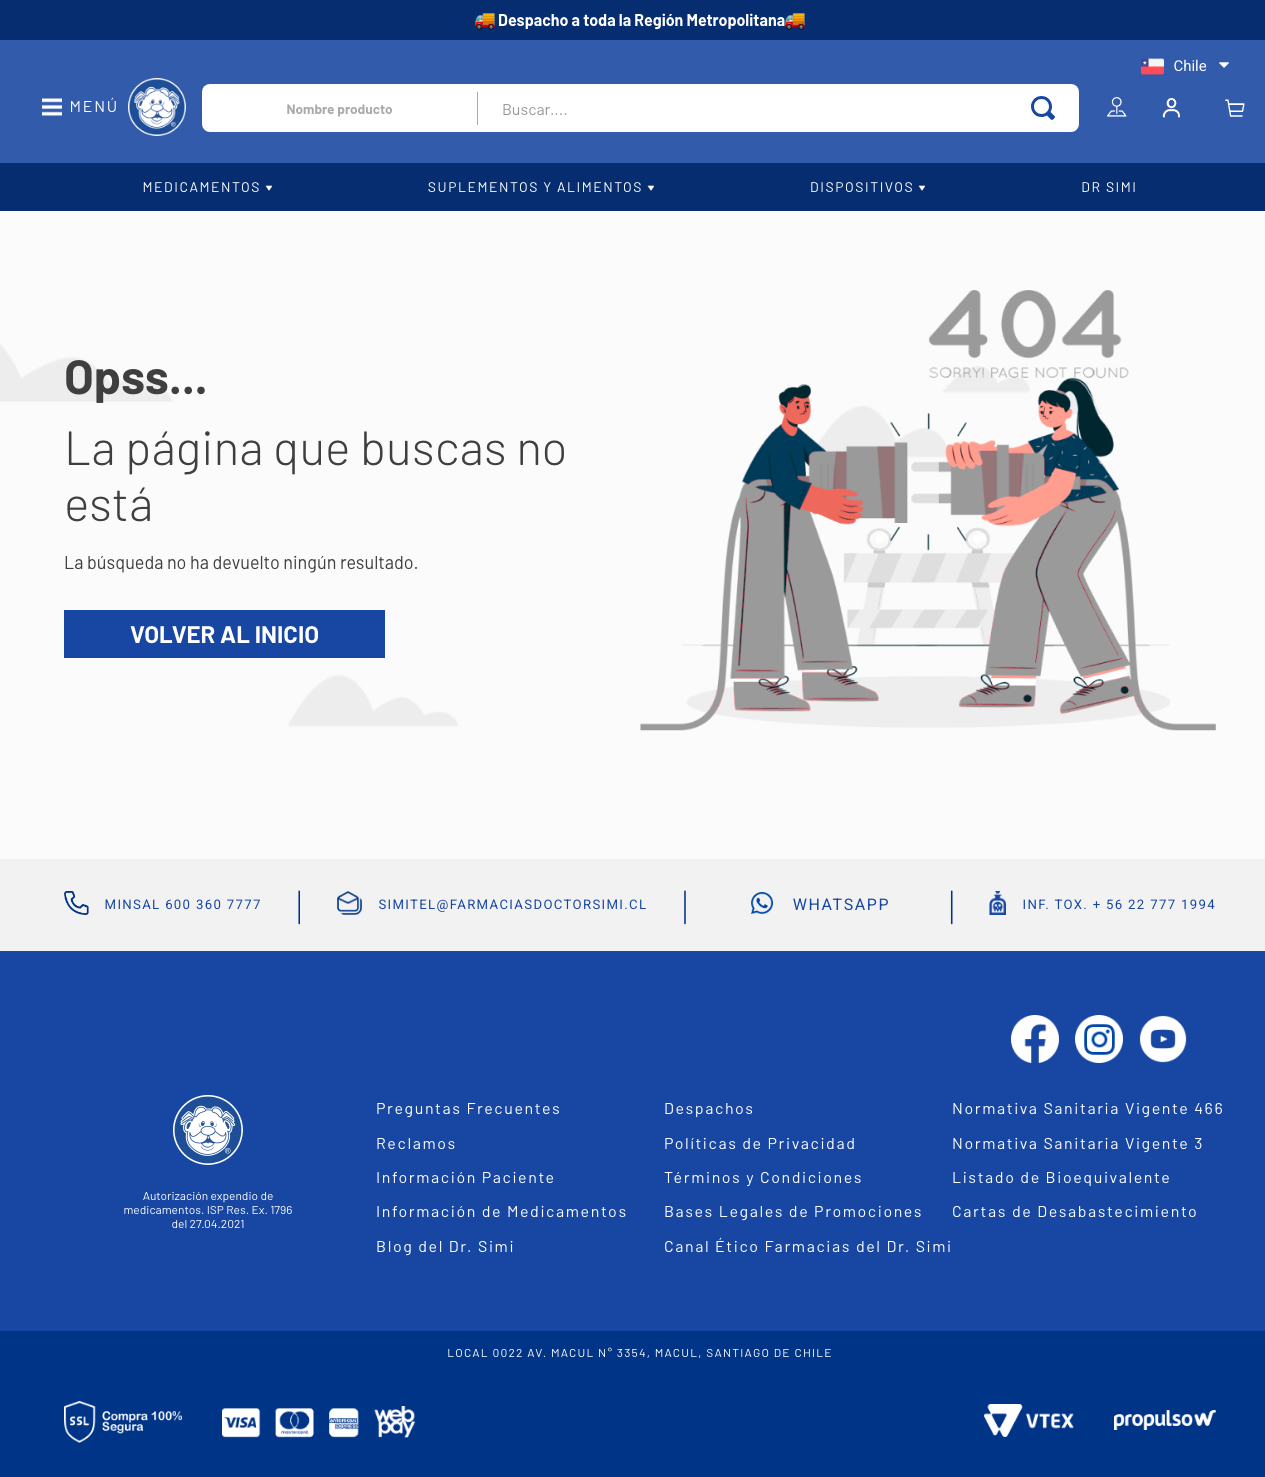 🚚 Despacho a toda la Región Metropolitana🚚
Chile
MENÚ
Nombre producto
Buscar....
MEDICAMENTOS ▾
SUPLEMENTOS Y ALIMENTOS ▾
DISPOSITIVOS ▾
DR SIMI
404
SORRY! PAGE NOT FOUND
Opss...
La página que buscas no
está
La búsqueda no ha devuelto ningún resultado.
VOLVER AL INICIO
MINSAL 600 360 7777
SIMITEL@FARMACIASDOCTORSIMI.CL
WHATSAPP
INF. TOX. + 56 22 777 1994
Autorización expendio de
medicamentos. ISP Res. Ex. 1796
del 27.04.2021
Preguntas Frecuentes
Reclamos
Información Paciente
Información de Medicamentos
Blog del Dr. Simi
Despachos
Políticas de Privacidad
Términos y Condiciones
Bases Legales de Promociones
Canal Ético Farmacias del Dr. Simi
Normativa Sanitaria Vigente 466
Normativa Sanitaria Vigente 3
Listado de Bioequivalente
Cartas de Desabastecimiento
LOCAL 0022 AV. MACUL N° 3354, MACUL, SANTIAGO DE CHILE
SSL
Compra 100%
Segura
VISA
mastercard
AMERICAN
EXPRESS
web
pay
VTEX
propulsow